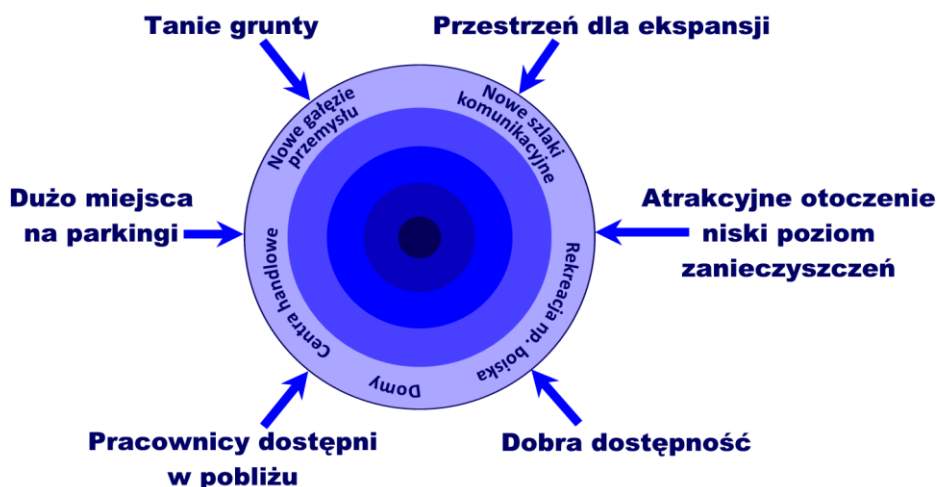 Tanie grunty
Przestrzeń dla ekspansji
Nowe gałęzie
przemysłu
Nowe szlaki
komunikacyjne
Dużo miejsca
na parkingi
Atrakcyjne otoczenie
niski poziom
zanieczyszczeń
Centra handlowe
Domy
Rekreacja np. boiska
Pracownicy dostępni
w pobliżu
Dobra dostępność